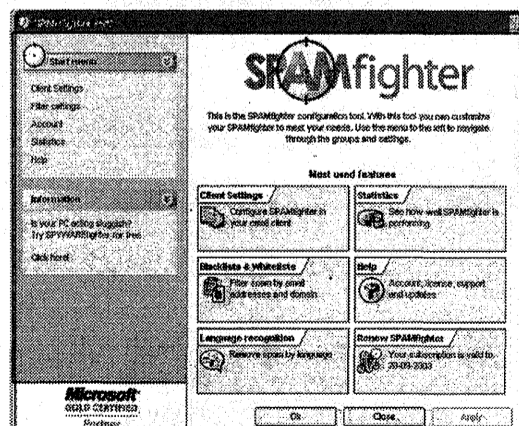 SPAMfighter
Start menu
Client Settings
Filter settings
Account
Statistics
Help
Information
Is your PC acting sluggish?
Try SPYWAREfighter for free
Click here!
Microsoft
GOLD CERTIFIED
Partner
SPAMfighter
This is the SPAMfighter configuration tool. With this tool you can customize
your SPAMfighter to meet your needs. Use the menu to the left to navigate
through the groups and settings.
Most used features
Client Settings
Configure SPAMfighter in
your email client
Statistics
See how well SPAMfighter is
performing
Blacklists & Whitelists
Filter spam by email
addresses and domain
Help
Account, license, support
and updates
Language recognition
Remove spam by language
Renew SPAMfighter
Your subscription is valid to
Ok
Close
Apply